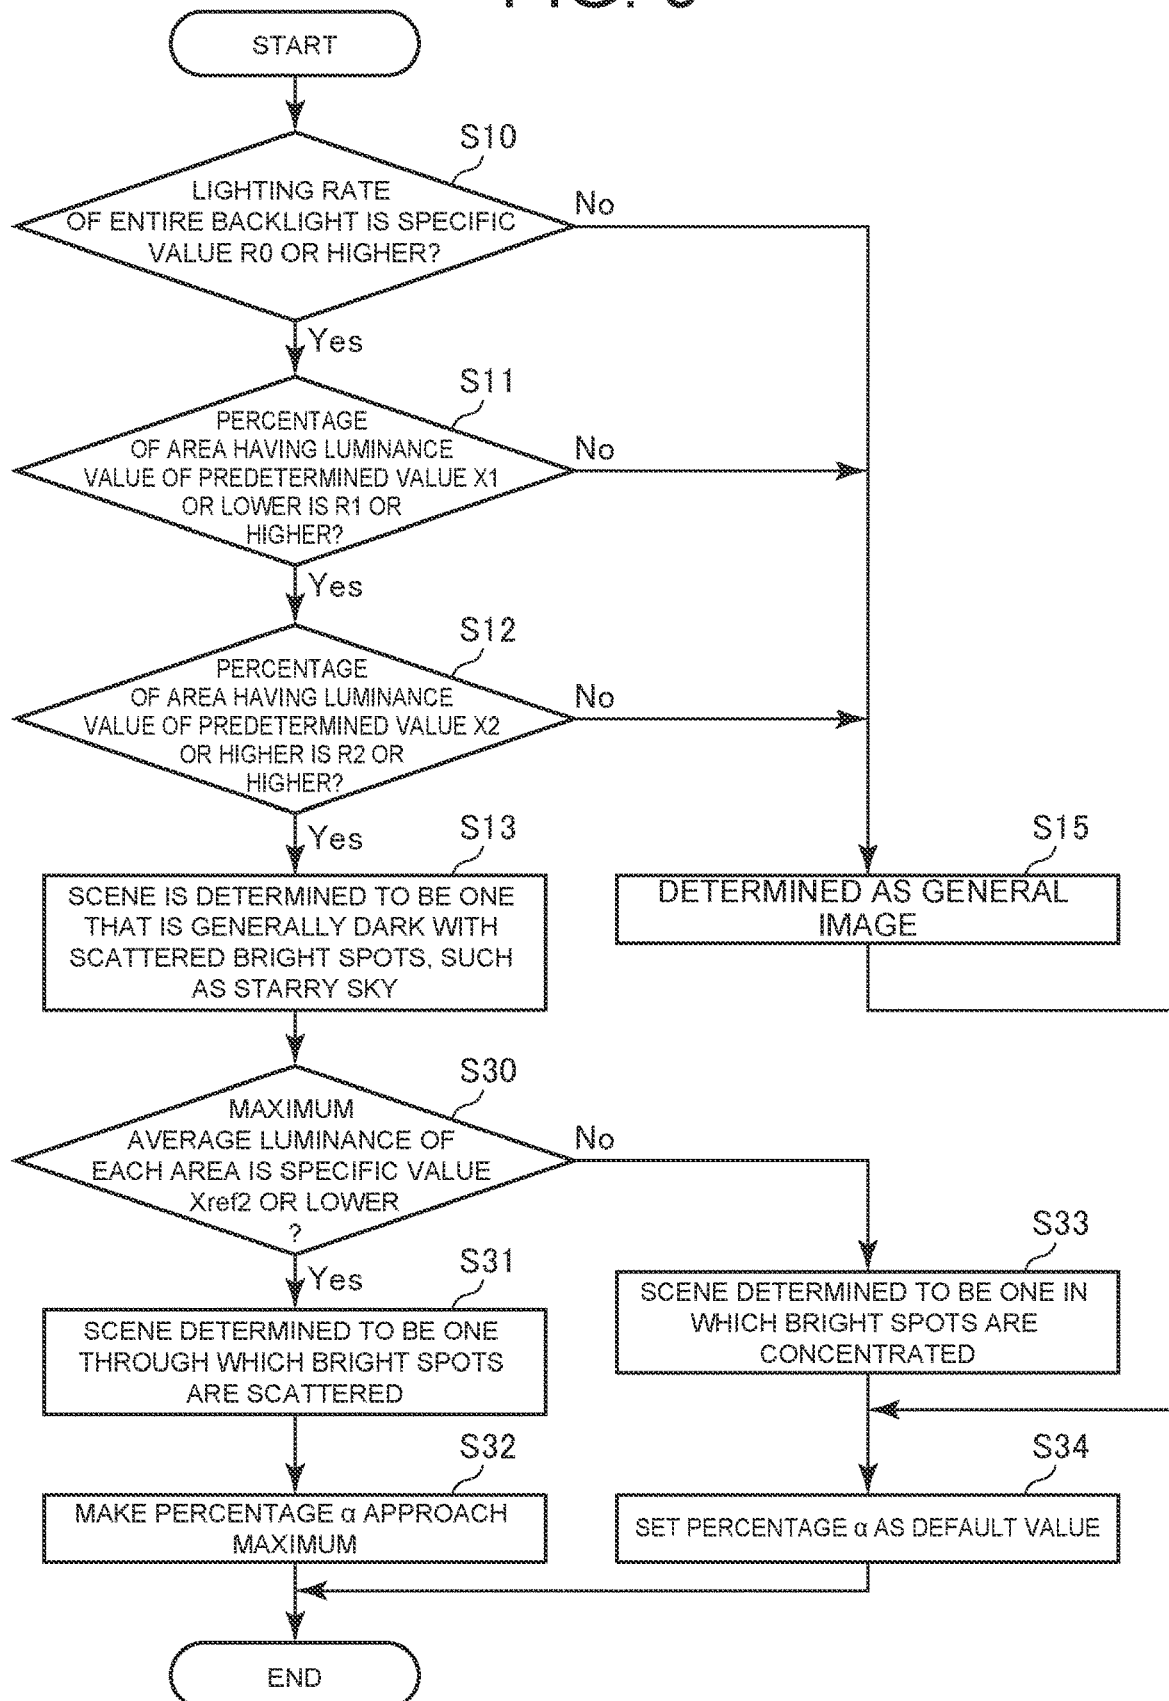 START
S10
LIGHTING RATE
OF ENTIRE BACKLIGHT IS SPECIFIC
VALUE R0 OR HIGHER?
No
Yes
S11
PERCENTAGE
OF AREA HAVING LUMINANCE
VALUE OF PREDETERMINED VALUE X1
OR LOWER IS R1 OR
HIGHER?
No
Yes
S12
PERCENTAGE
OF AREA HAVING LUMINANCE
VALUE OF PREDETERMINED VALUE X2
OR HIGHER IS R2 OR
HIGHER?
No
Yes
S13
SCENE IS DETERMINED TO BE ONE
THAT IS GENERALLY DARK WITH
SCATTERED BRIGHT SPOTS, SUCH
AS STARRY SKY
S15
DETERMINED AS GENERAL
IMAGE
S30
MAXIMUM
AVERAGE LUMINANCE OF
EACH AREA IS SPECIFIC VALUE
Xref2 OR LOWER
?
No
Yes
S31
SCENE DETERMINED TO BE ONE
THROUGH WHICH BRIGHT SPOTS
ARE SCATTERED
S33
SCENE DETERMINED TO BE ONE IN
WHICH BRIGHT SPOTS ARE
CONCENTRATED
S32
MAKE PERCENTAGE α APPROACH
MAXIMUM
S34
SET PERCENTAGE α AS DEFAULT VALUE
END